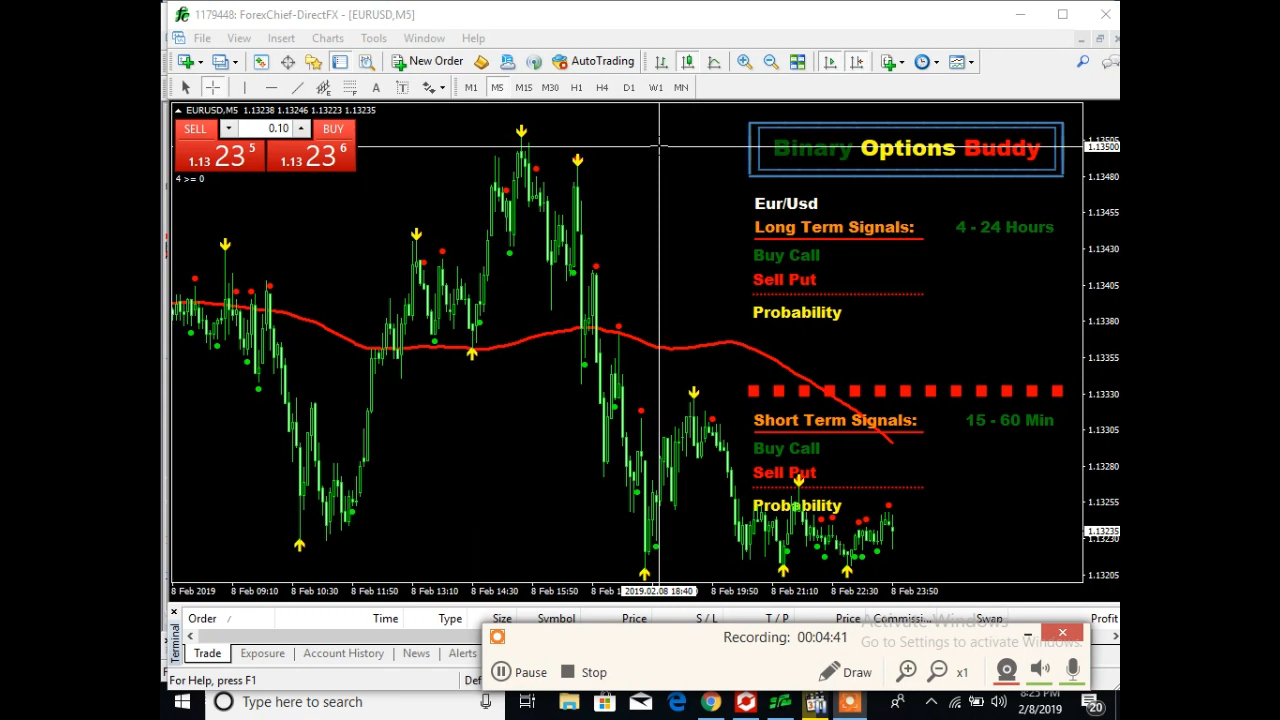 1179448: ForexChief-DirectFX - [EURUSD,M5]
File View Insert Charts Tools Window Help
New Order AutoTrading
A T M1 M5 M15 M30 H1 H4 D1 W1 MN
EURUSD,M5 1.13238 1.13246 1.13223 1.13235
SELL 0.10 BUY
1.13 23 5 1.13 23 6
4 >= 0
Binary Options Buddy
Eur/Usd
Long Term Signals: 4 - 24 Hours
Buy Call
Sell Put
Probability
Short Term Signals: 15 - 60 Min
Buy Call
Sell Put
Probability
1.13505
1.13500
1.13480
1.13455
1.13430
1.13405
1.13380
1.13355
1.13330
1.13305
1.13280
1.13255
1.13235
1.13230
1.13205
8 Feb 2019 8 Feb 09:10 8 Feb 10:30 8 Feb 11:50 8 Feb 13:10 8 Feb 14:30 8 Feb 15:50 8 Feb 1 2019.02.08 18:40 8 Feb 19:50 8 Feb 21:10 8 Feb 22:30 8 Feb 23:50
Order / Time Type Size Symbol Price S / L T / P Price Commissi... Swap Profit
Terminal
Trade Exposure Account History News Alerts
For Help, press F1 Def
Recording: 00:04:41
Pause Stop Draw x1
Activate Windows
Go to Settings to activate Windows.
Type here to search
8:25 PM
2/8/2019
20